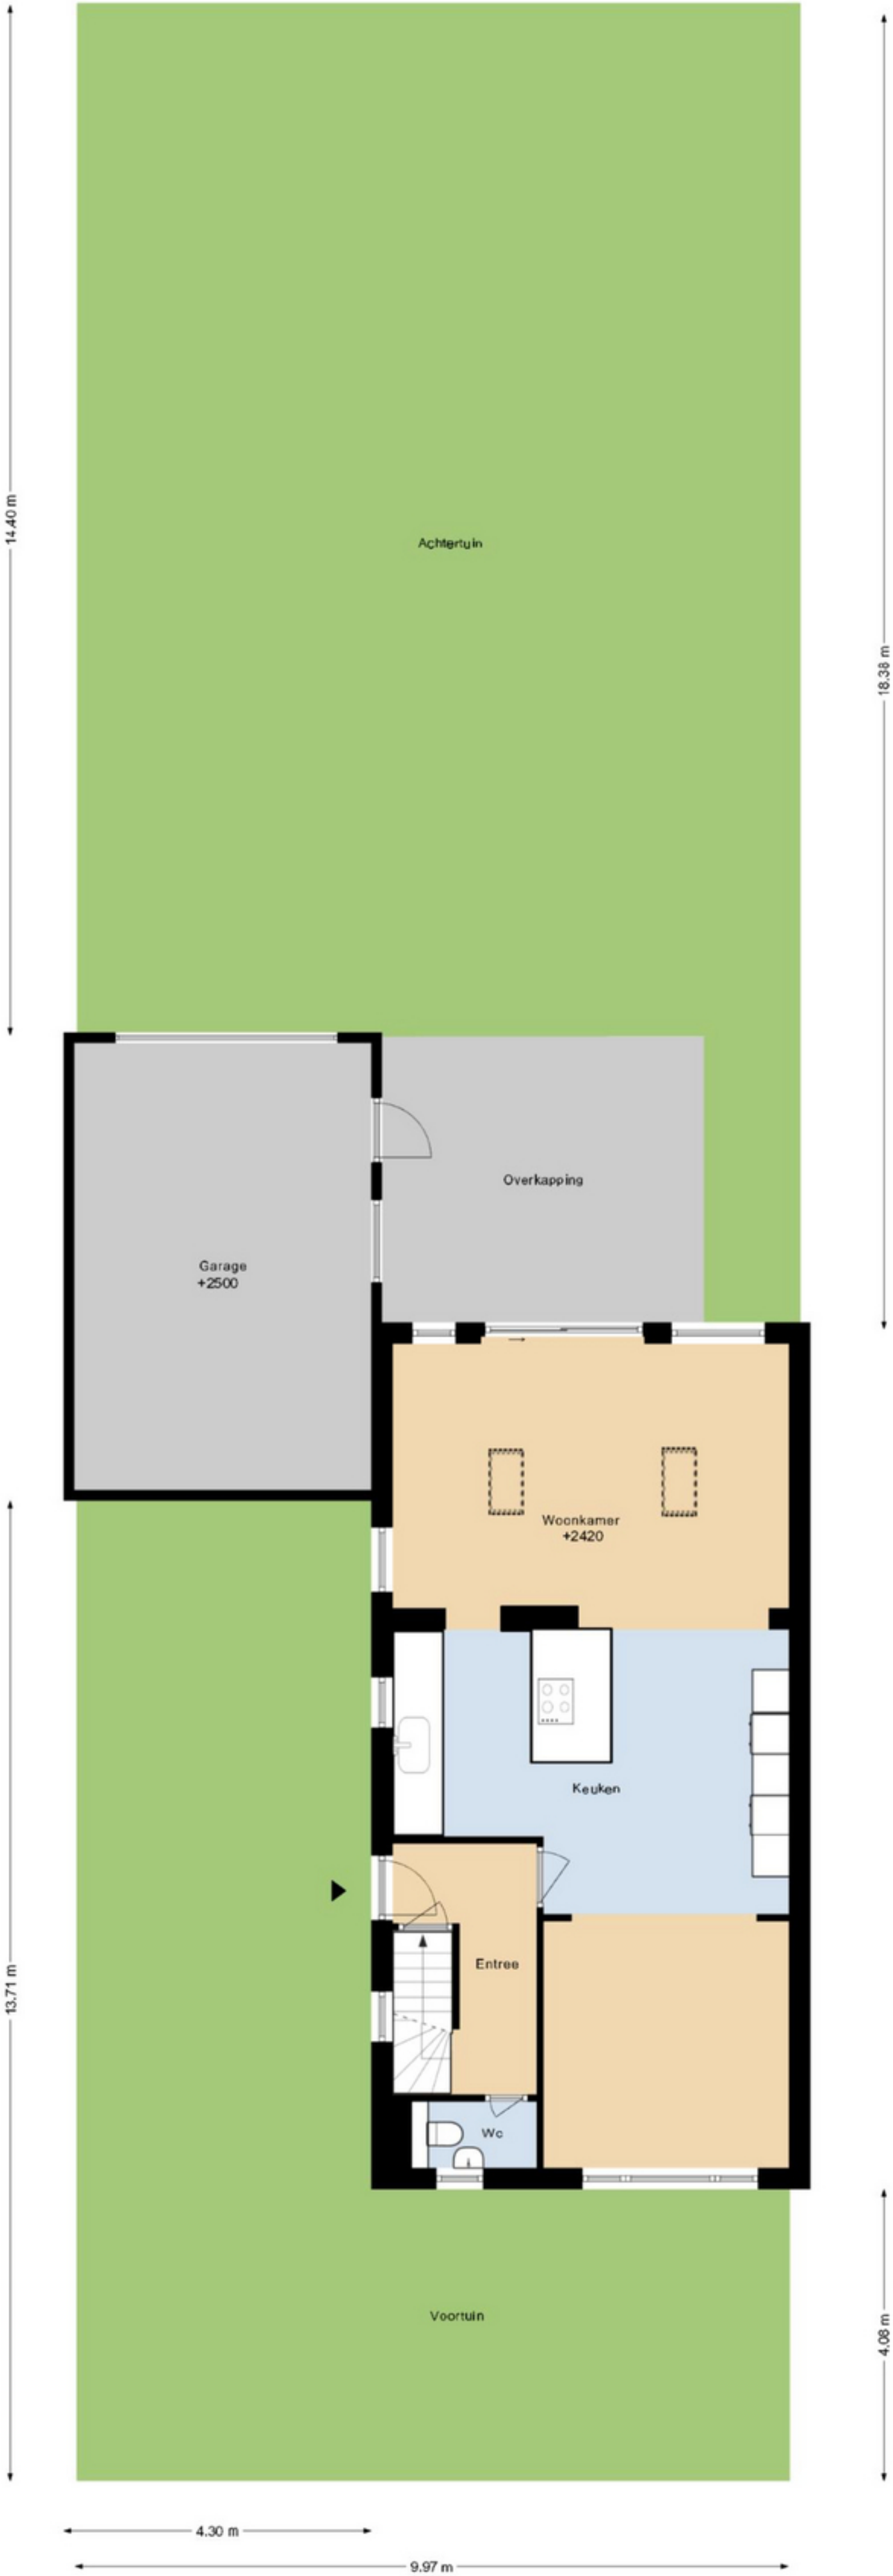 14.40 m
18.38 m
Achtertuin
Overkapping
Garage
+2500
Woonkamer
+2420
Keuken
Entree
13.71 m
Wc
Voortuin
4.08 m
4.30 m
9.97 m